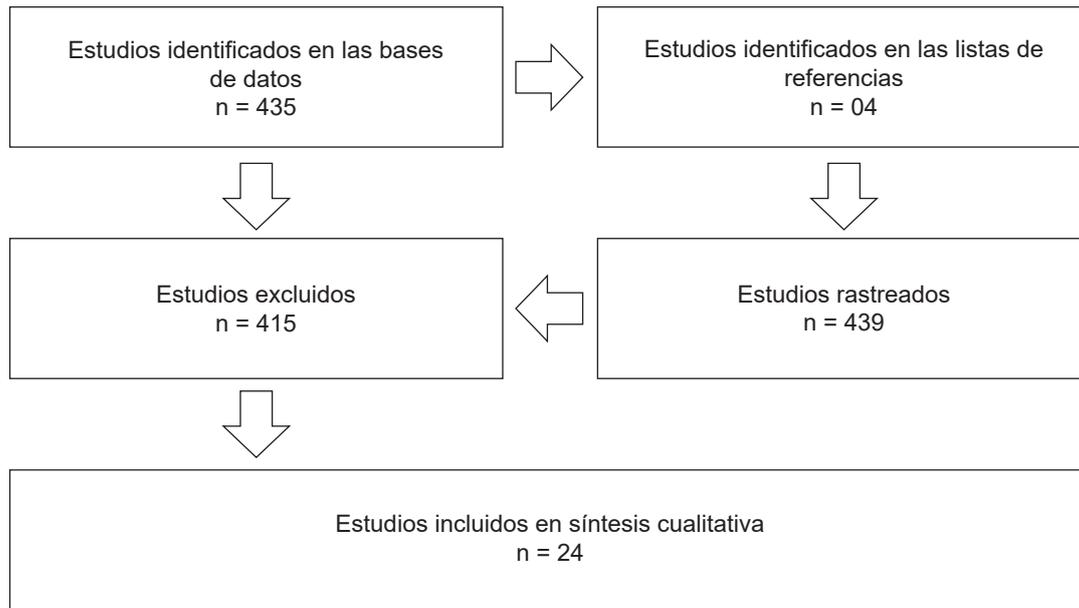 Estudios identificados en las bases
de datos
n = 435
Estudios identificados en las listas de
referencias
n = 04
Estudios excluidos
n = 415
Estudios rastreados
n = 439
Estudios incluidos en síntesis cualitativa
n = 24